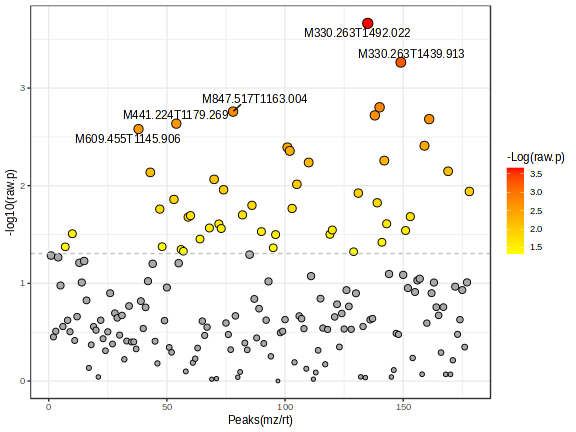 M330.263T1492.022
M330.263T1439.913
M847.517T1163.004
M441.224T1179.269
M609.455T1145.906
-log10(raw.p)
3
2
1
0
0
50
100
150
Peaks(mz/rt)
-Log(raw.p)
3.5
3.0
2.5
2.0
1.5